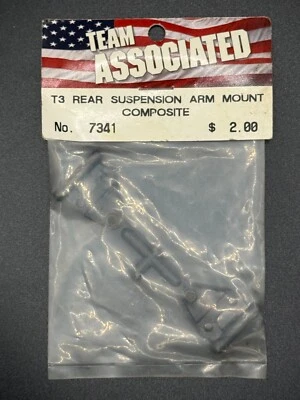 TEAM
ASSOCIATED
T3 REAR SUSPENSION ARM MOUNT
COMPOSITE
No. 7341 $ 2.00